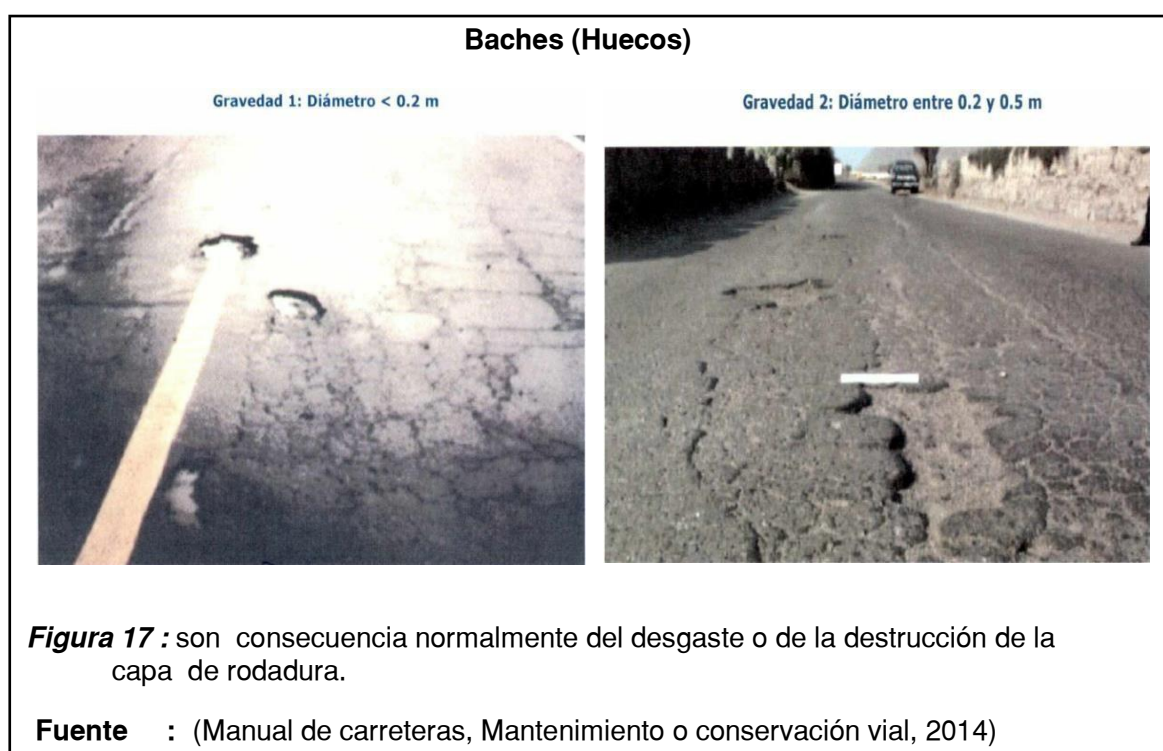 Baches (Huecos)
Gravedad 1: Diámetro < 0.2 m
Gravedad 2: Diámetro entre 0.2 y 0.5 m
Figura 17 : son consecuencia normalmente del desgaste o de la destrucción de la
capa de rodadura.
Fuente : (Manual de carreteras, Mantenimiento o conservación vial, 2014)